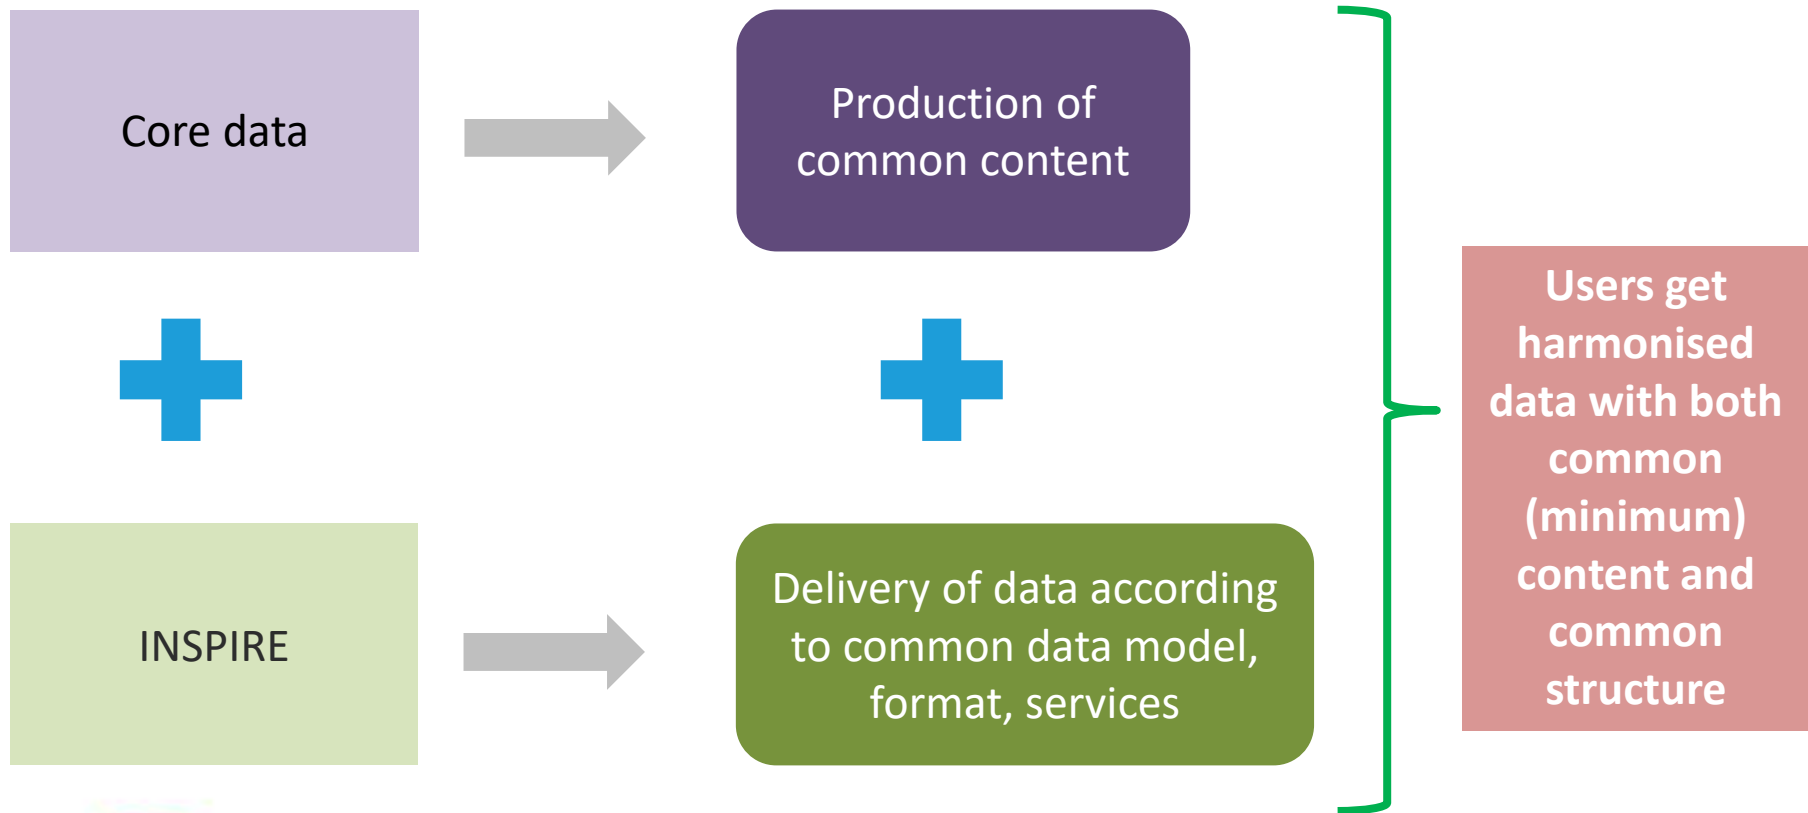 Core data
Production of
common content
Users get
harmonised
data with both
common
(minimum)
content and
common
structure
INSPIRE
Delivery of data according
to common data model,
format, services